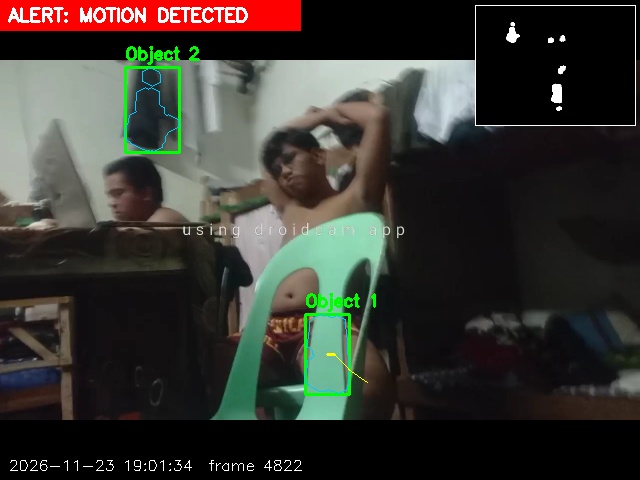 ALERT: MOTION DETECTED
Object 2
using droidcam app
Object 1
2026-11-23 19:01:34 frame 4822